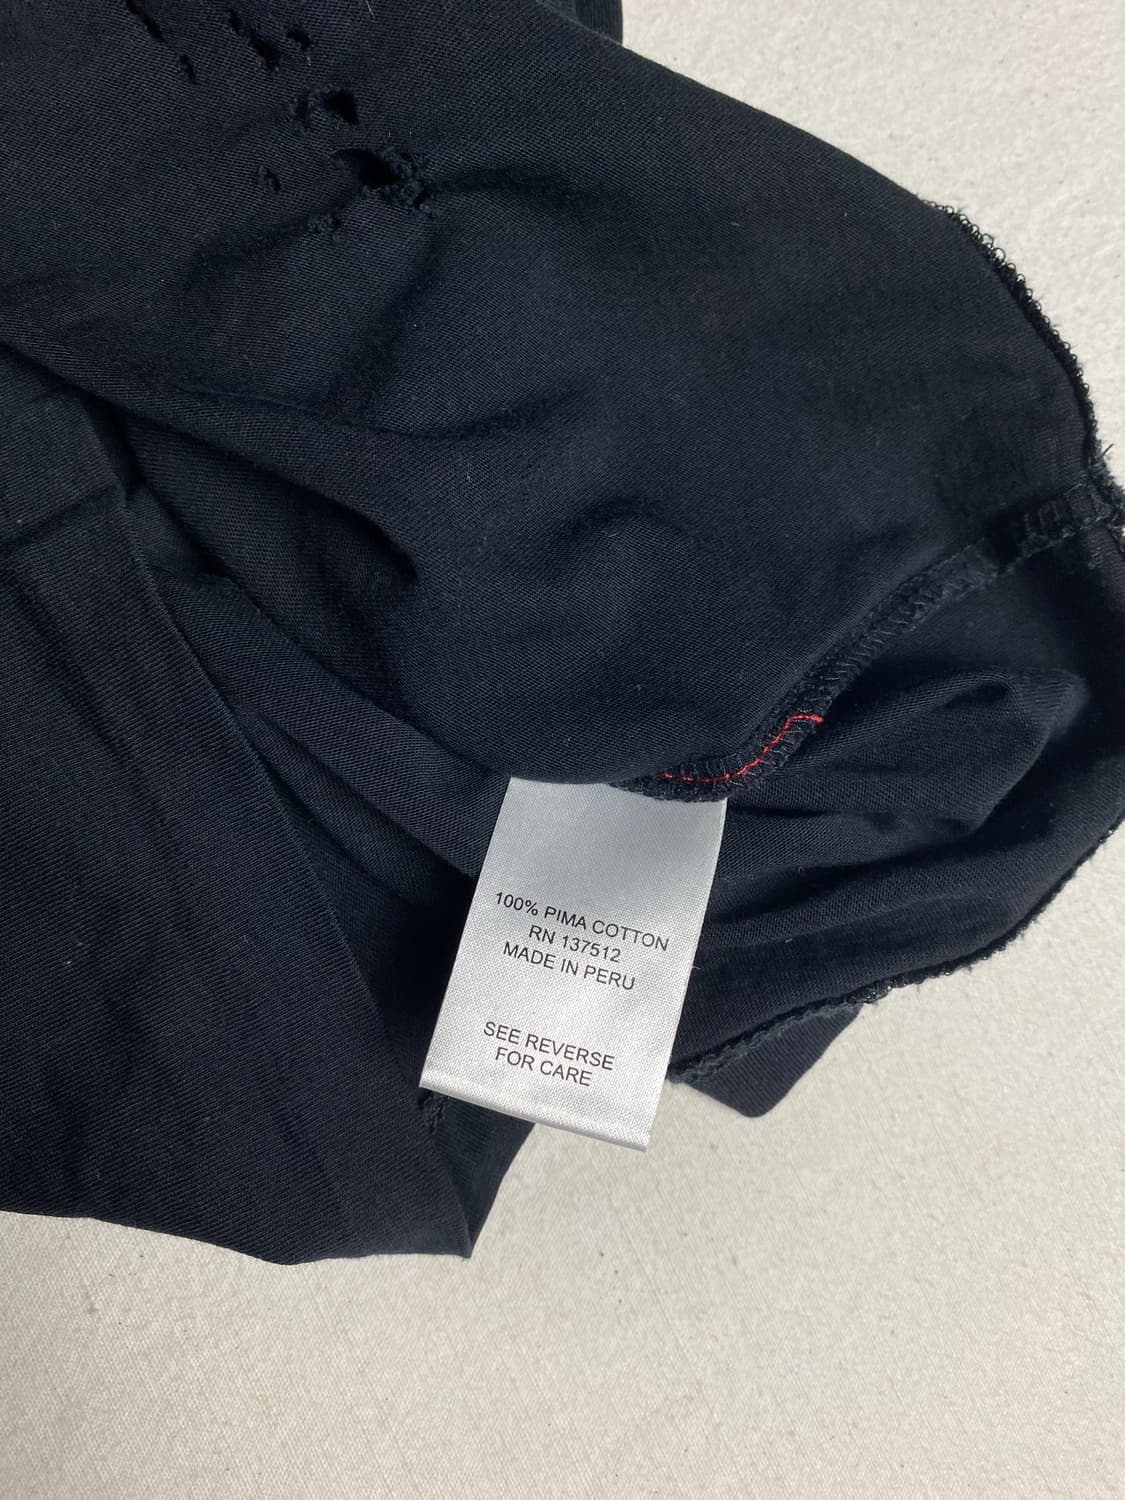 100% PIMA COTTON
RN 137512
MADE IN PERU
SEE REVERSE
FOR CARE